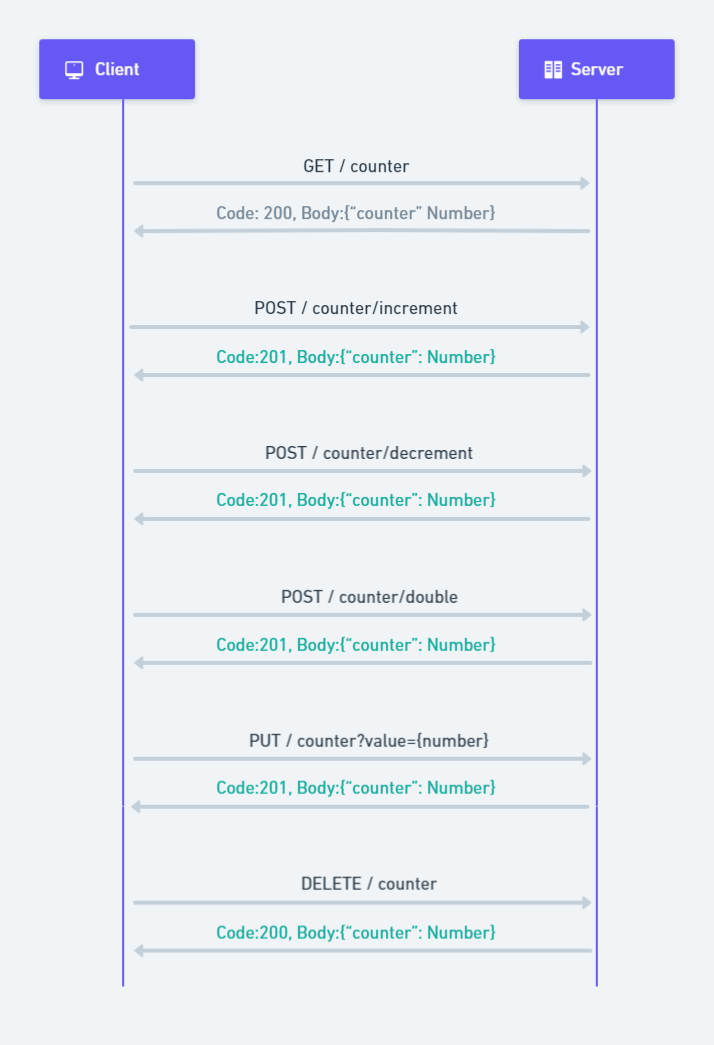 Client
Server
GET / counter
Code: 200, Body:{“counter” Number}
POST / counter/increment
Code:201, Body:{“counter”: Number}
POST / counter/decrement
Code:201, Body:{“counter”: Number}
POST / counter/double
Code:201, Body:{“counter”: Number}
PUT / counter?value={number}
Code:201, Body:{“counter”: Number}
DELETE / counter
Code:200, Body:{“counter”: Number}